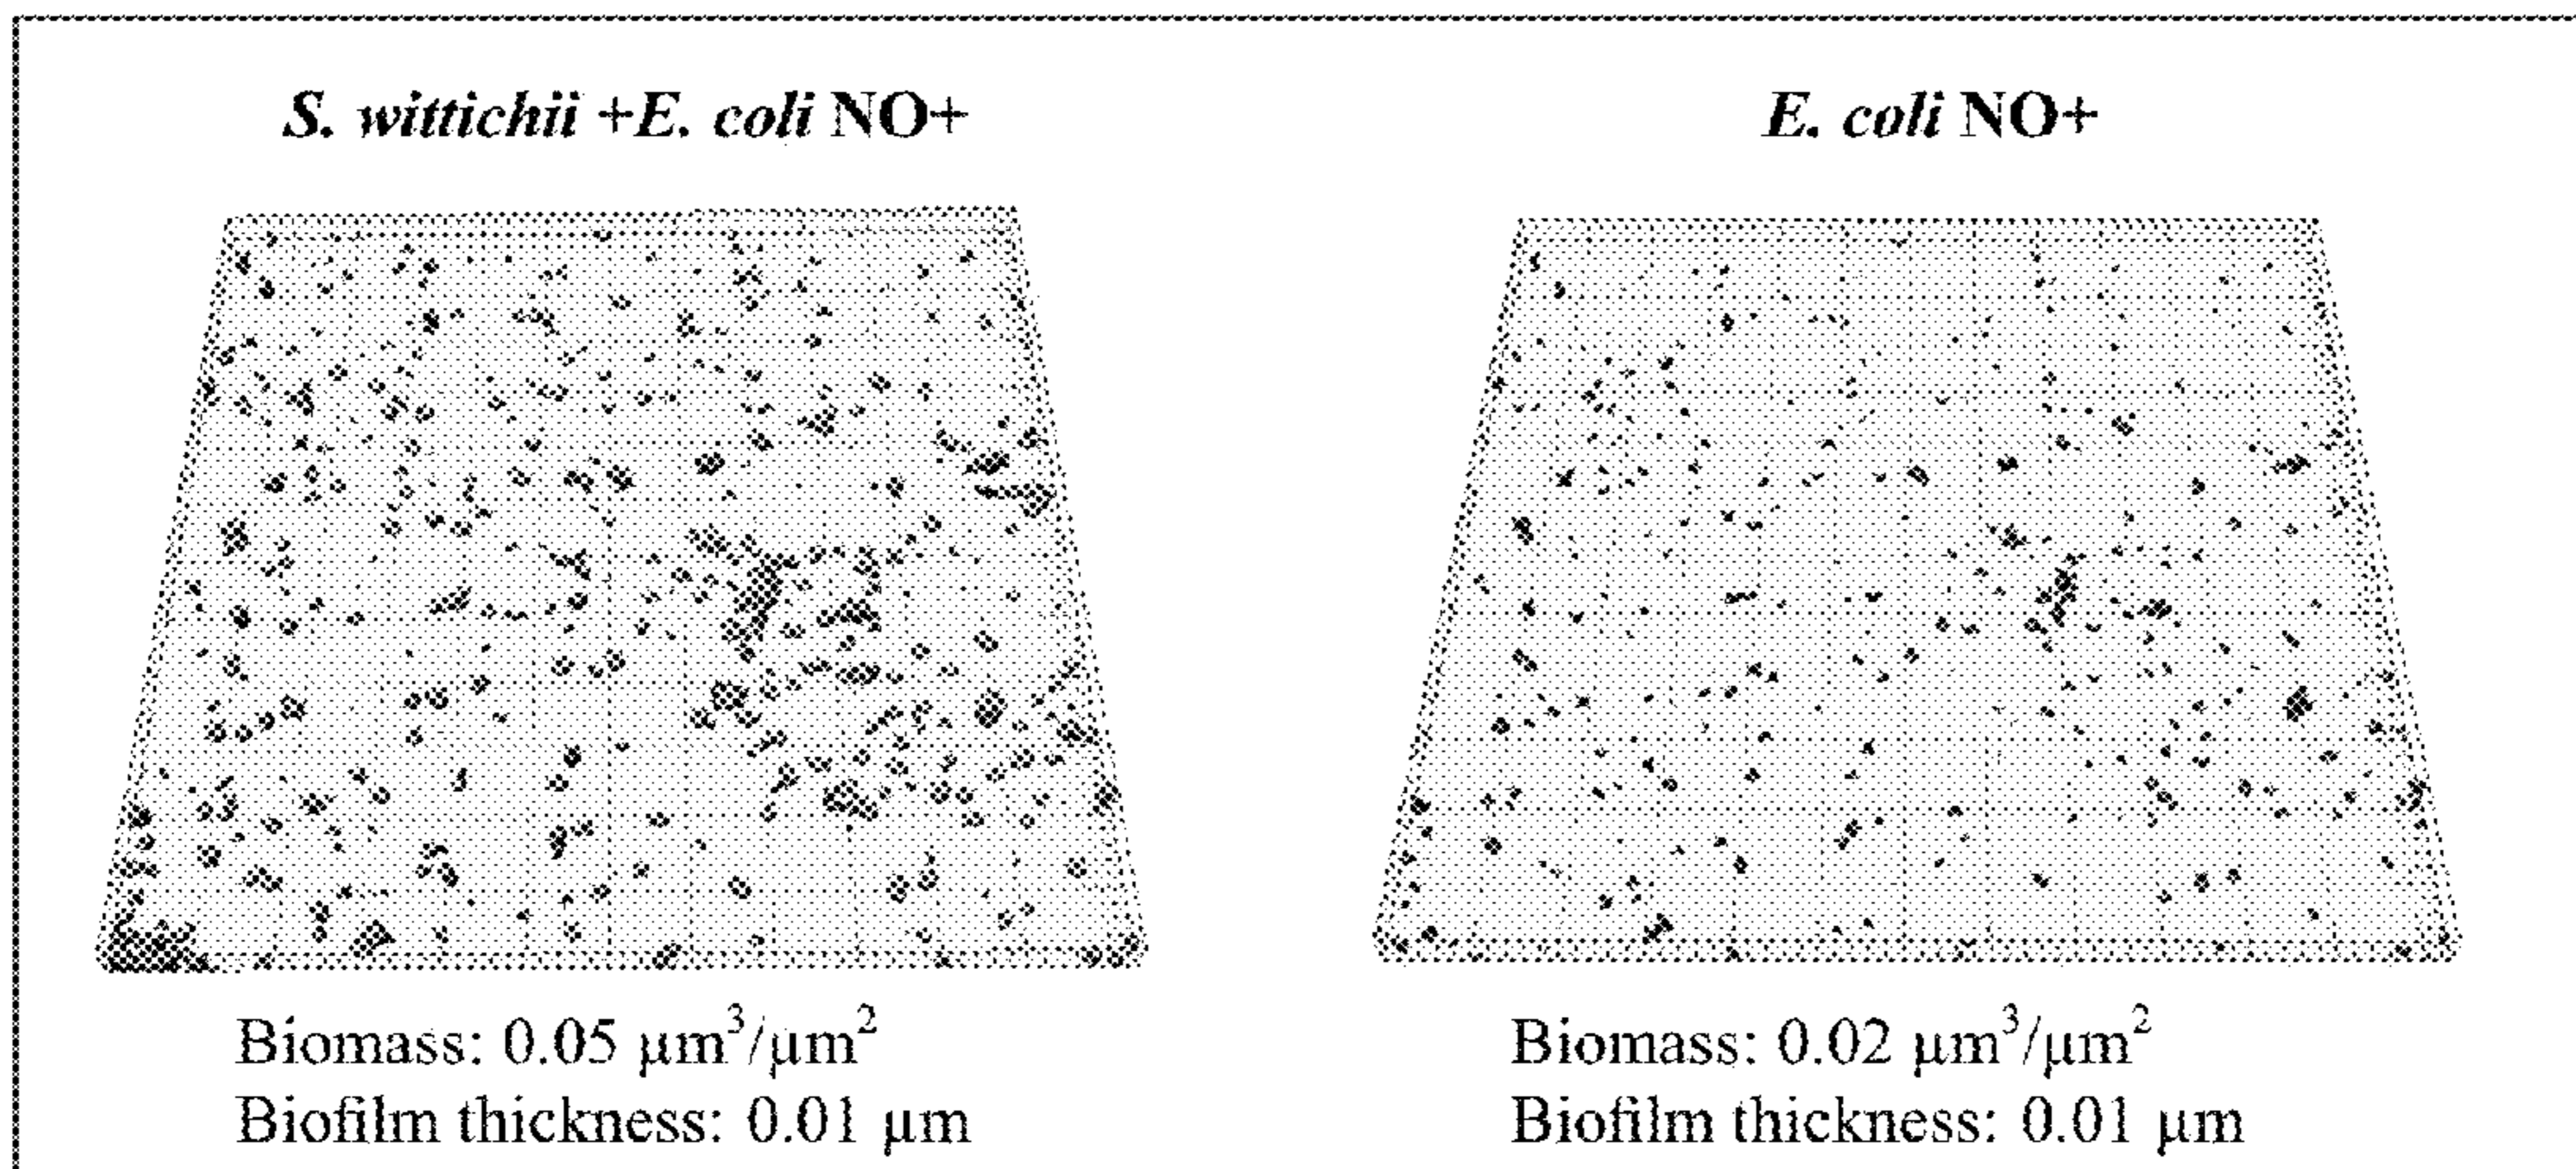 S. wittichii +E. coli NO+
Biomass: 0.05 μm³/μm²
Biofilm thickness: 0.01 μm
E. coli NO+
Biomass: 0.02 μm³/μm²
Biofilm thickness: 0.01 μm